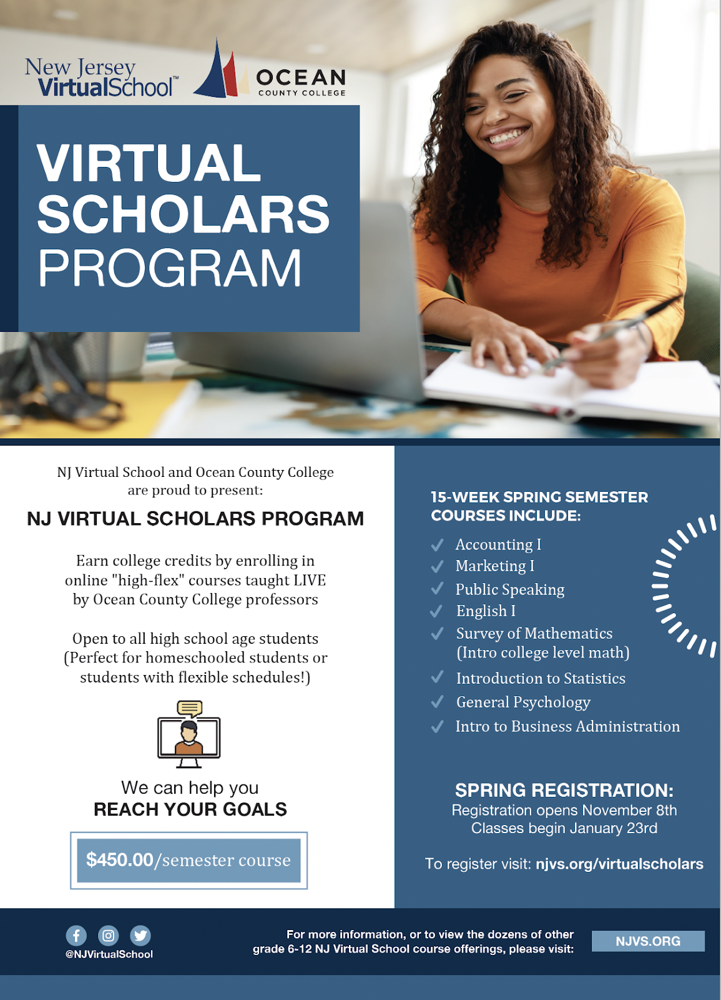 New Jersey
VirtualSchool™
OCEAN
COUNTY COLLEGE
VIRTUAL
SCHOLARS
PROGRAM
NJ Virtual School and Ocean County College
are proud to present:
NJ VIRTUAL SCHOLARS PROGRAM
Earn college credits by enrolling in
online "high-flex" courses taught LIVE
by Ocean County College professors
Open to all high school age students
(Perfect for homeschooled students or
students with flexible schedules!)
We can help you
REACH YOUR GOALS
$450.00/semester course
15-WEEK SPRING SEMESTER
COURSES INCLUDE:
Accounting I
Marketing I
Public Speaking
English I
Survey of Mathematics
(Intro college level math)
Introduction to Statistics
General Psychology
Intro to Business Administration
SPRING REGISTRATION:
Registration opens November 8th
Classes begin January 23rd
To register visit: njvs.org/virtualscholars
@NJVirtualSchool
For more information, or to view the dozens of other
grade 6-12 NJ Virtual School course offerings, please visit:
NJVS.ORG